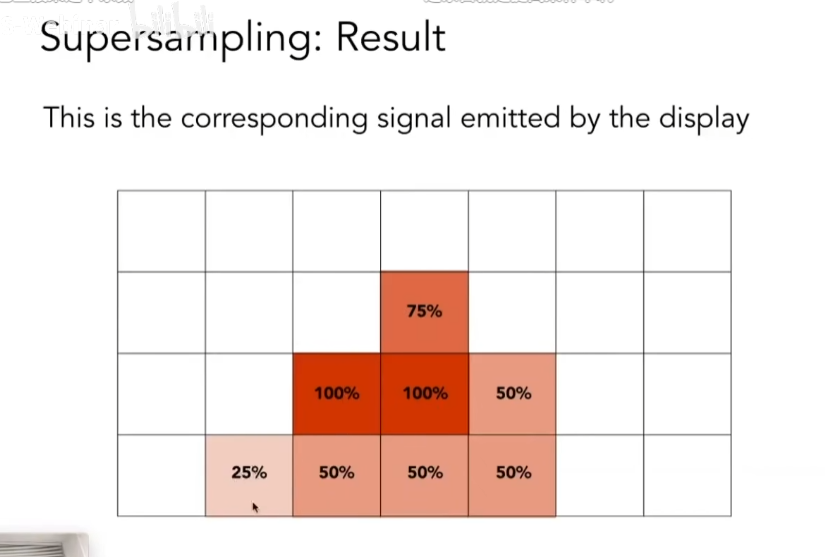 Supersampling: Result
This is the corresponding signal emitted by the display
75%
100% 100% 50%
25% 50% 50% 50%